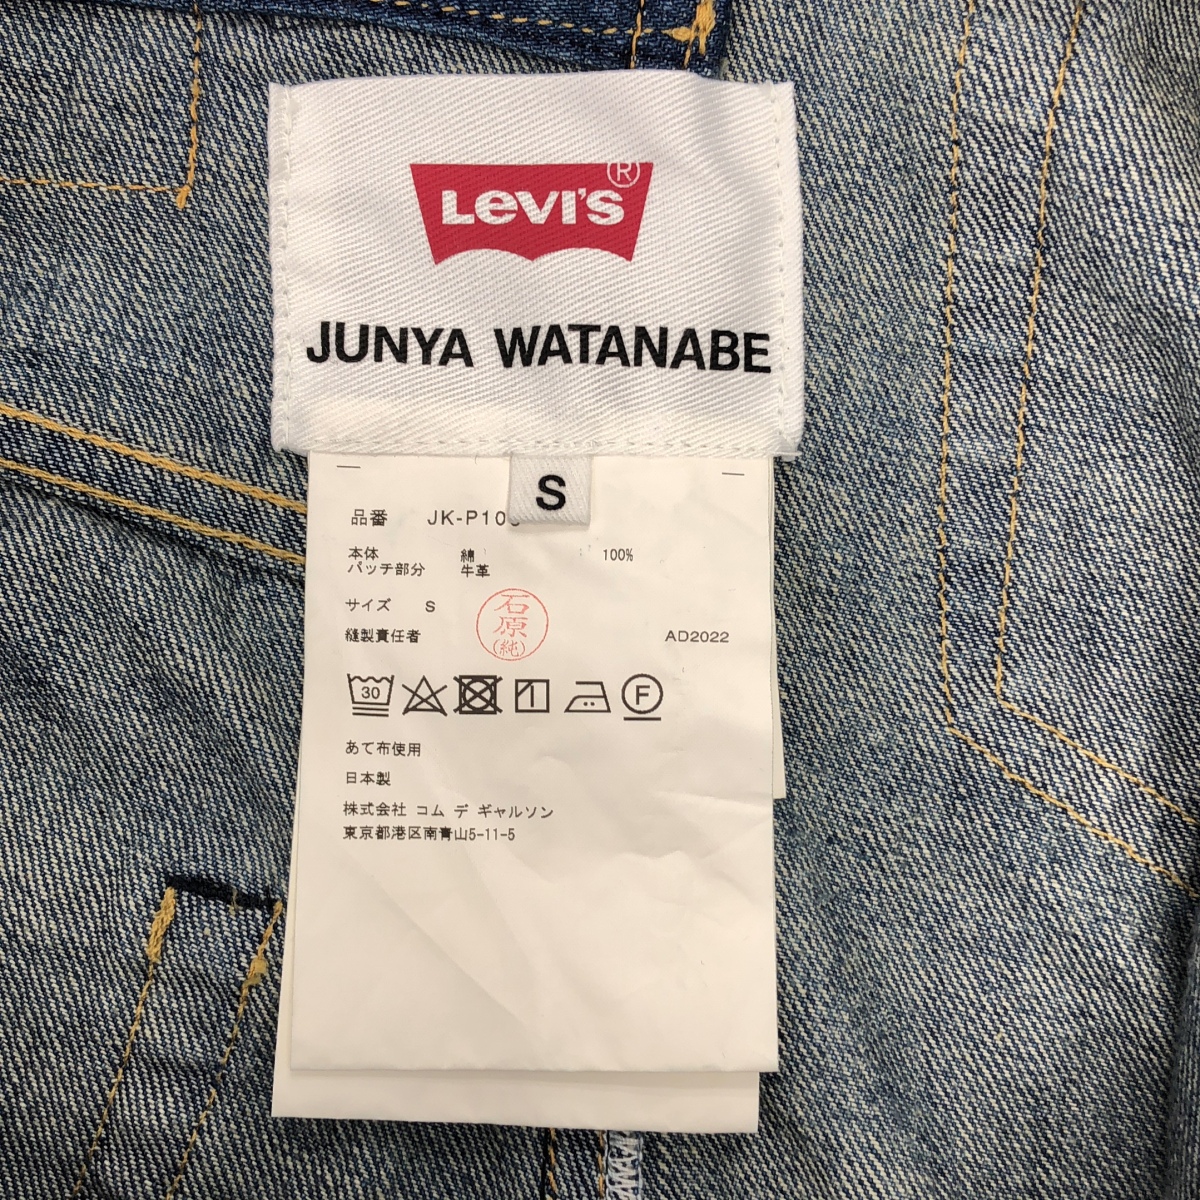 LEVI'S®
JUNYA WATANABE
S
品番 JK-P10
本体 綿 100%
パッチ部分 牛革
サイズ S
縫製責任者 石原(純) AD2022
30 F
あて布使用
日本製
株式会社 コム デ ギャルソン
東京都港区南青山5-11-5